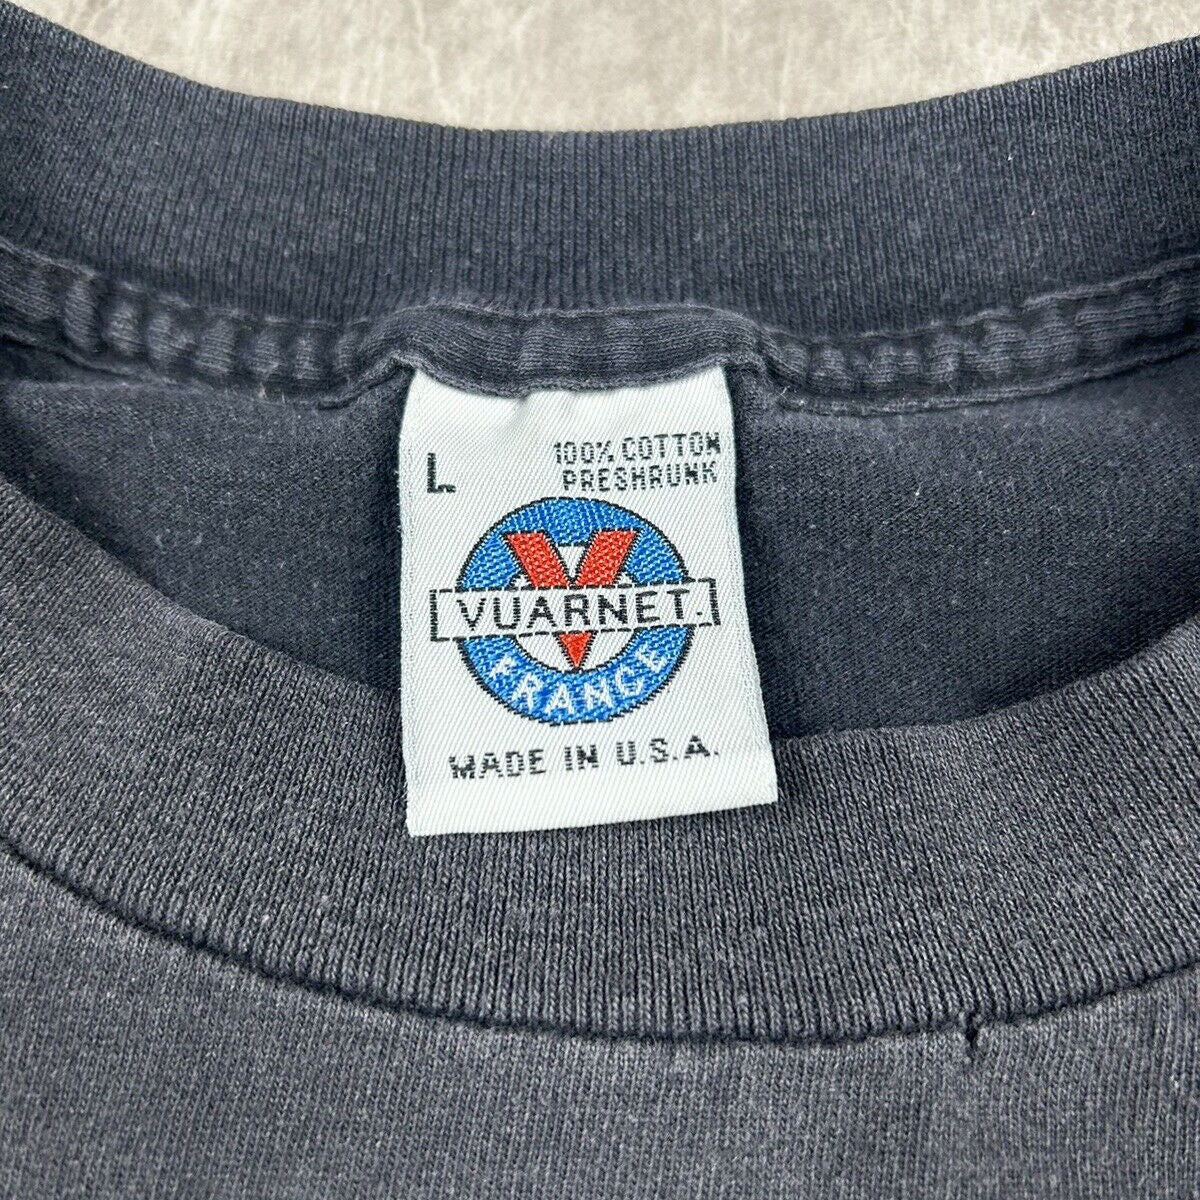 L
100% COTTON
PRESHRUNK
VUARNET.
FRANCE
MADE IN U.S.A.